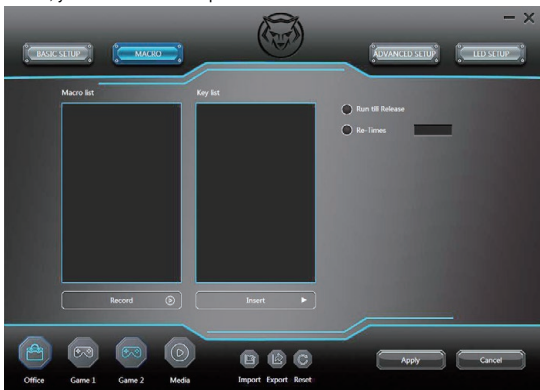 BASIC SETUP
MACRO
ADVANCED SETUP
LED SETUP
Macro list
Key list
Run till Release
Re-Times
Record
Insert
Office
Game 1
Game 2
Media
Import
Export
Reset
Apply
Cancel